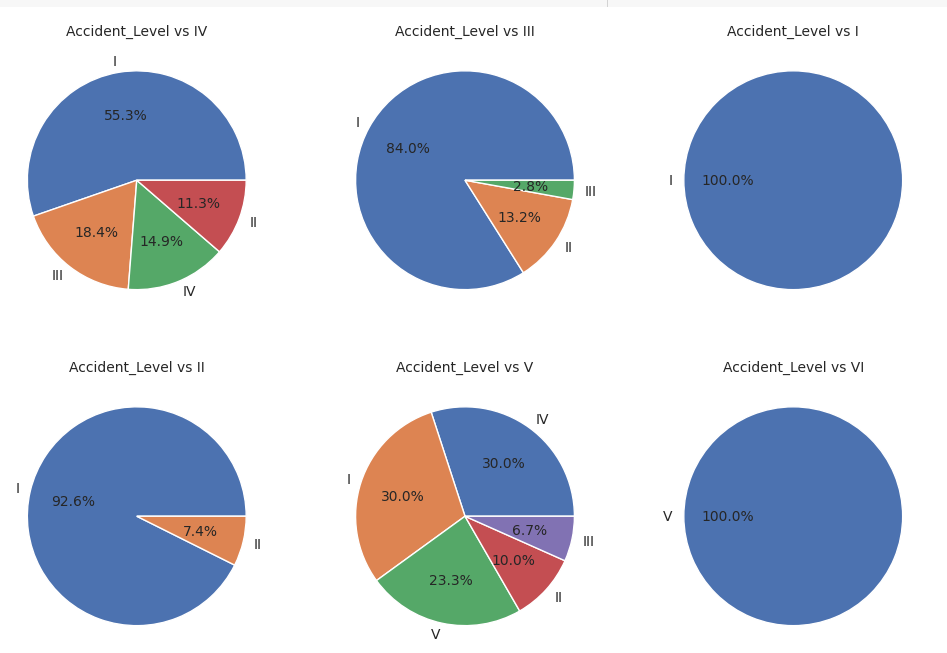 Accident_Level vs IV
I
55.3%
18.4%
III
14.9%
IV
11.3%
II
Accident_Level vs III
I
84.0%
2.8%
III
13.2%
II
Accident_Level vs I
I
100.0%
Accident_Level vs II
I
92.6%
7.4%
II
Accident_Level vs V
IV
30.0%
I
30.0%
23.3%
V
10.0%
II
6.7%
III
Accident_Level vs VI
V
100.0%